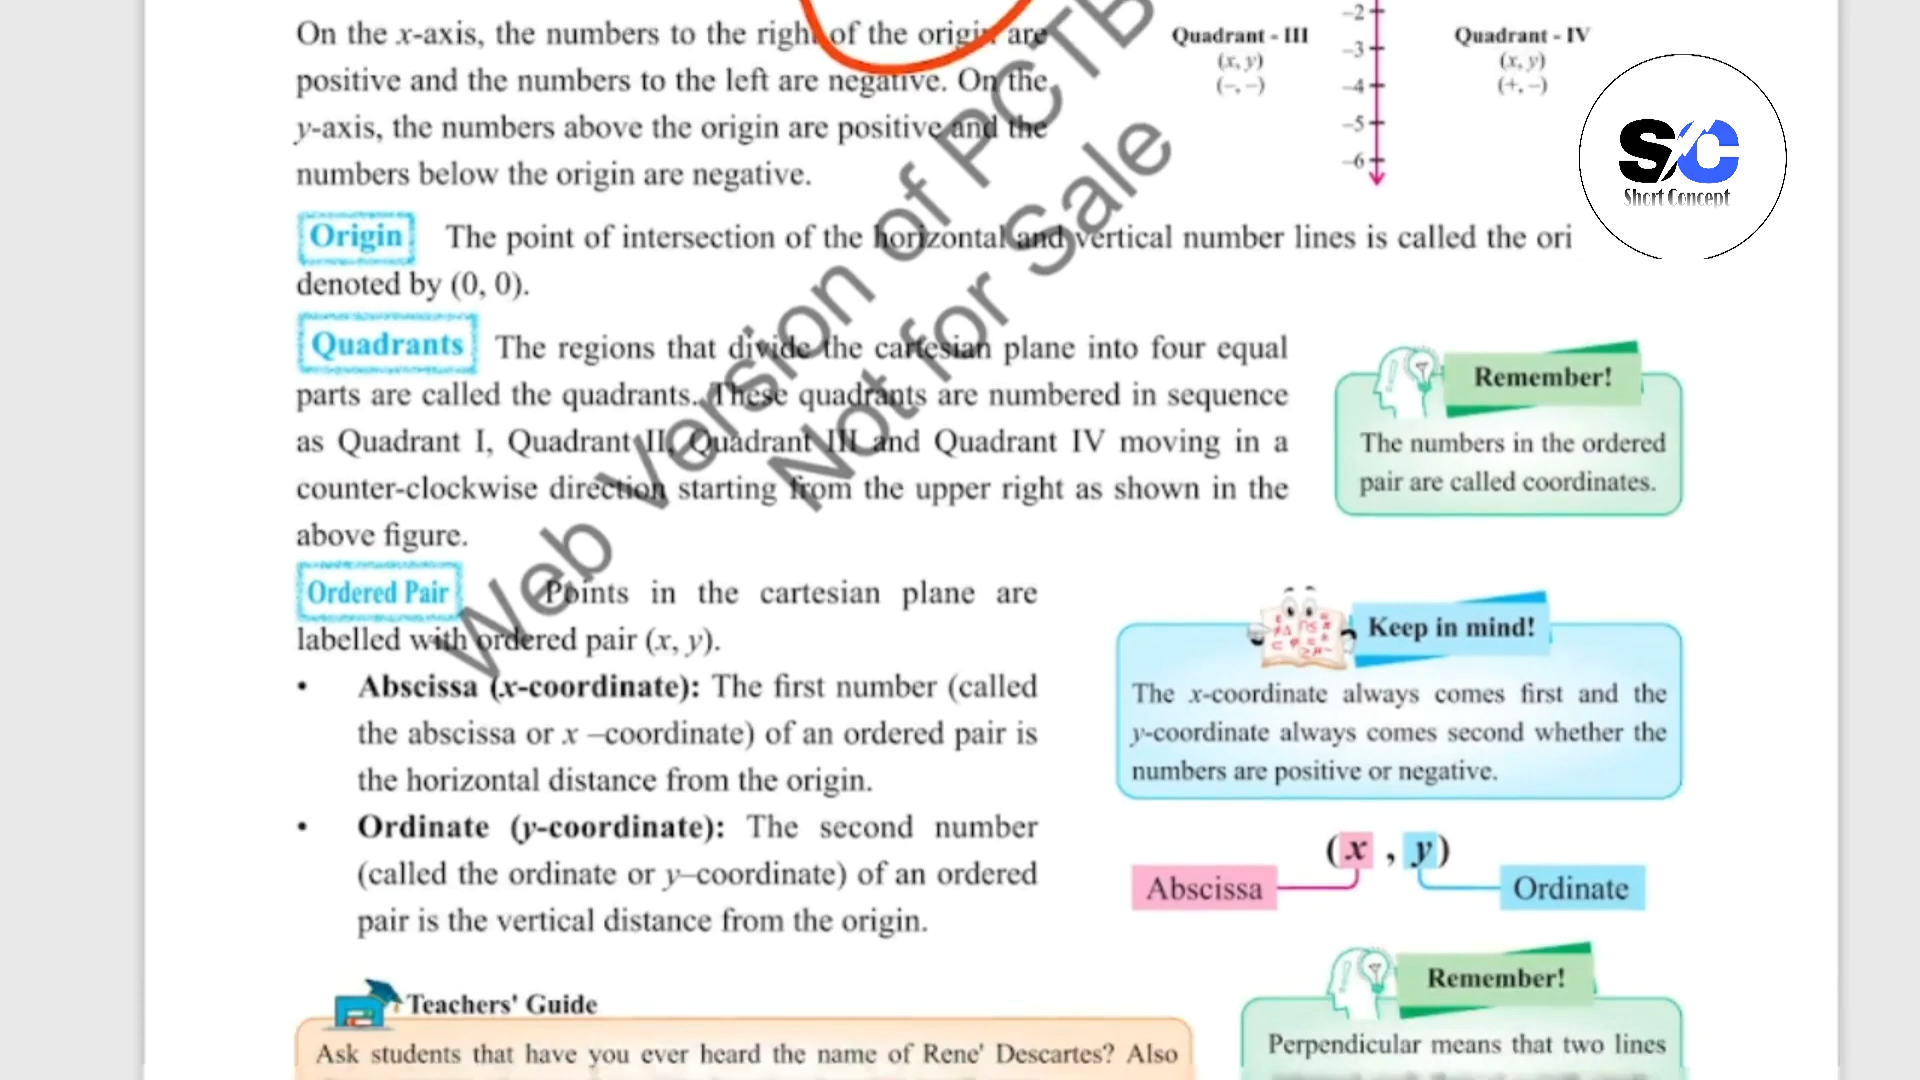 On the x-axis, the numbers to the right of the origin are
positive and the numbers to the left are negative. On the
y-axis, the numbers above the origin are positive and the
numbers below the origin are negative.
Quadrant - III
(x, y)
(–, –)
–2
–3
–4
–5
–6
Quadrant - IV
(x, y)
(+, –)
S/C
Short Concept
Origin The point of intersection of the horizontal and vertical number lines is called the ori
denoted by (0, 0).
Quadrants The regions that divide the cartesian plane into four equal
parts are called the quadrants. These quadrants are numbered in sequence
as Quadrant I, Quadrant II, Quadrant III and Quadrant IV moving in a
counter-clockwise direction starting from the upper right as shown in the
above figure.
Remember!
The numbers in the ordered
pair are called coordinates.
Ordered Pair Points in the cartesian plane are
labelled with ordered pair (x, y).
• Abscissa (x-coordinate): The first number (called
the abscissa or x –coordinate) of an ordered pair is
the horizontal distance from the origin.
• Ordinate (y-coordinate): The second number
(called the ordinate or y–coordinate) of an ordered
pair is the vertical distance from the origin.
Keep in mind!
The x-coordinate always comes first and the
y-coordinate always comes second whether the
numbers are positive or negative.
(x , y)
Abscissa
Ordinate
Teachers' Guide
Ask students that have you ever heard the name of Rene' Descartes? Also
Remember!
Perpendicular means that two lines
Web Version of PCTB
Not for Sale